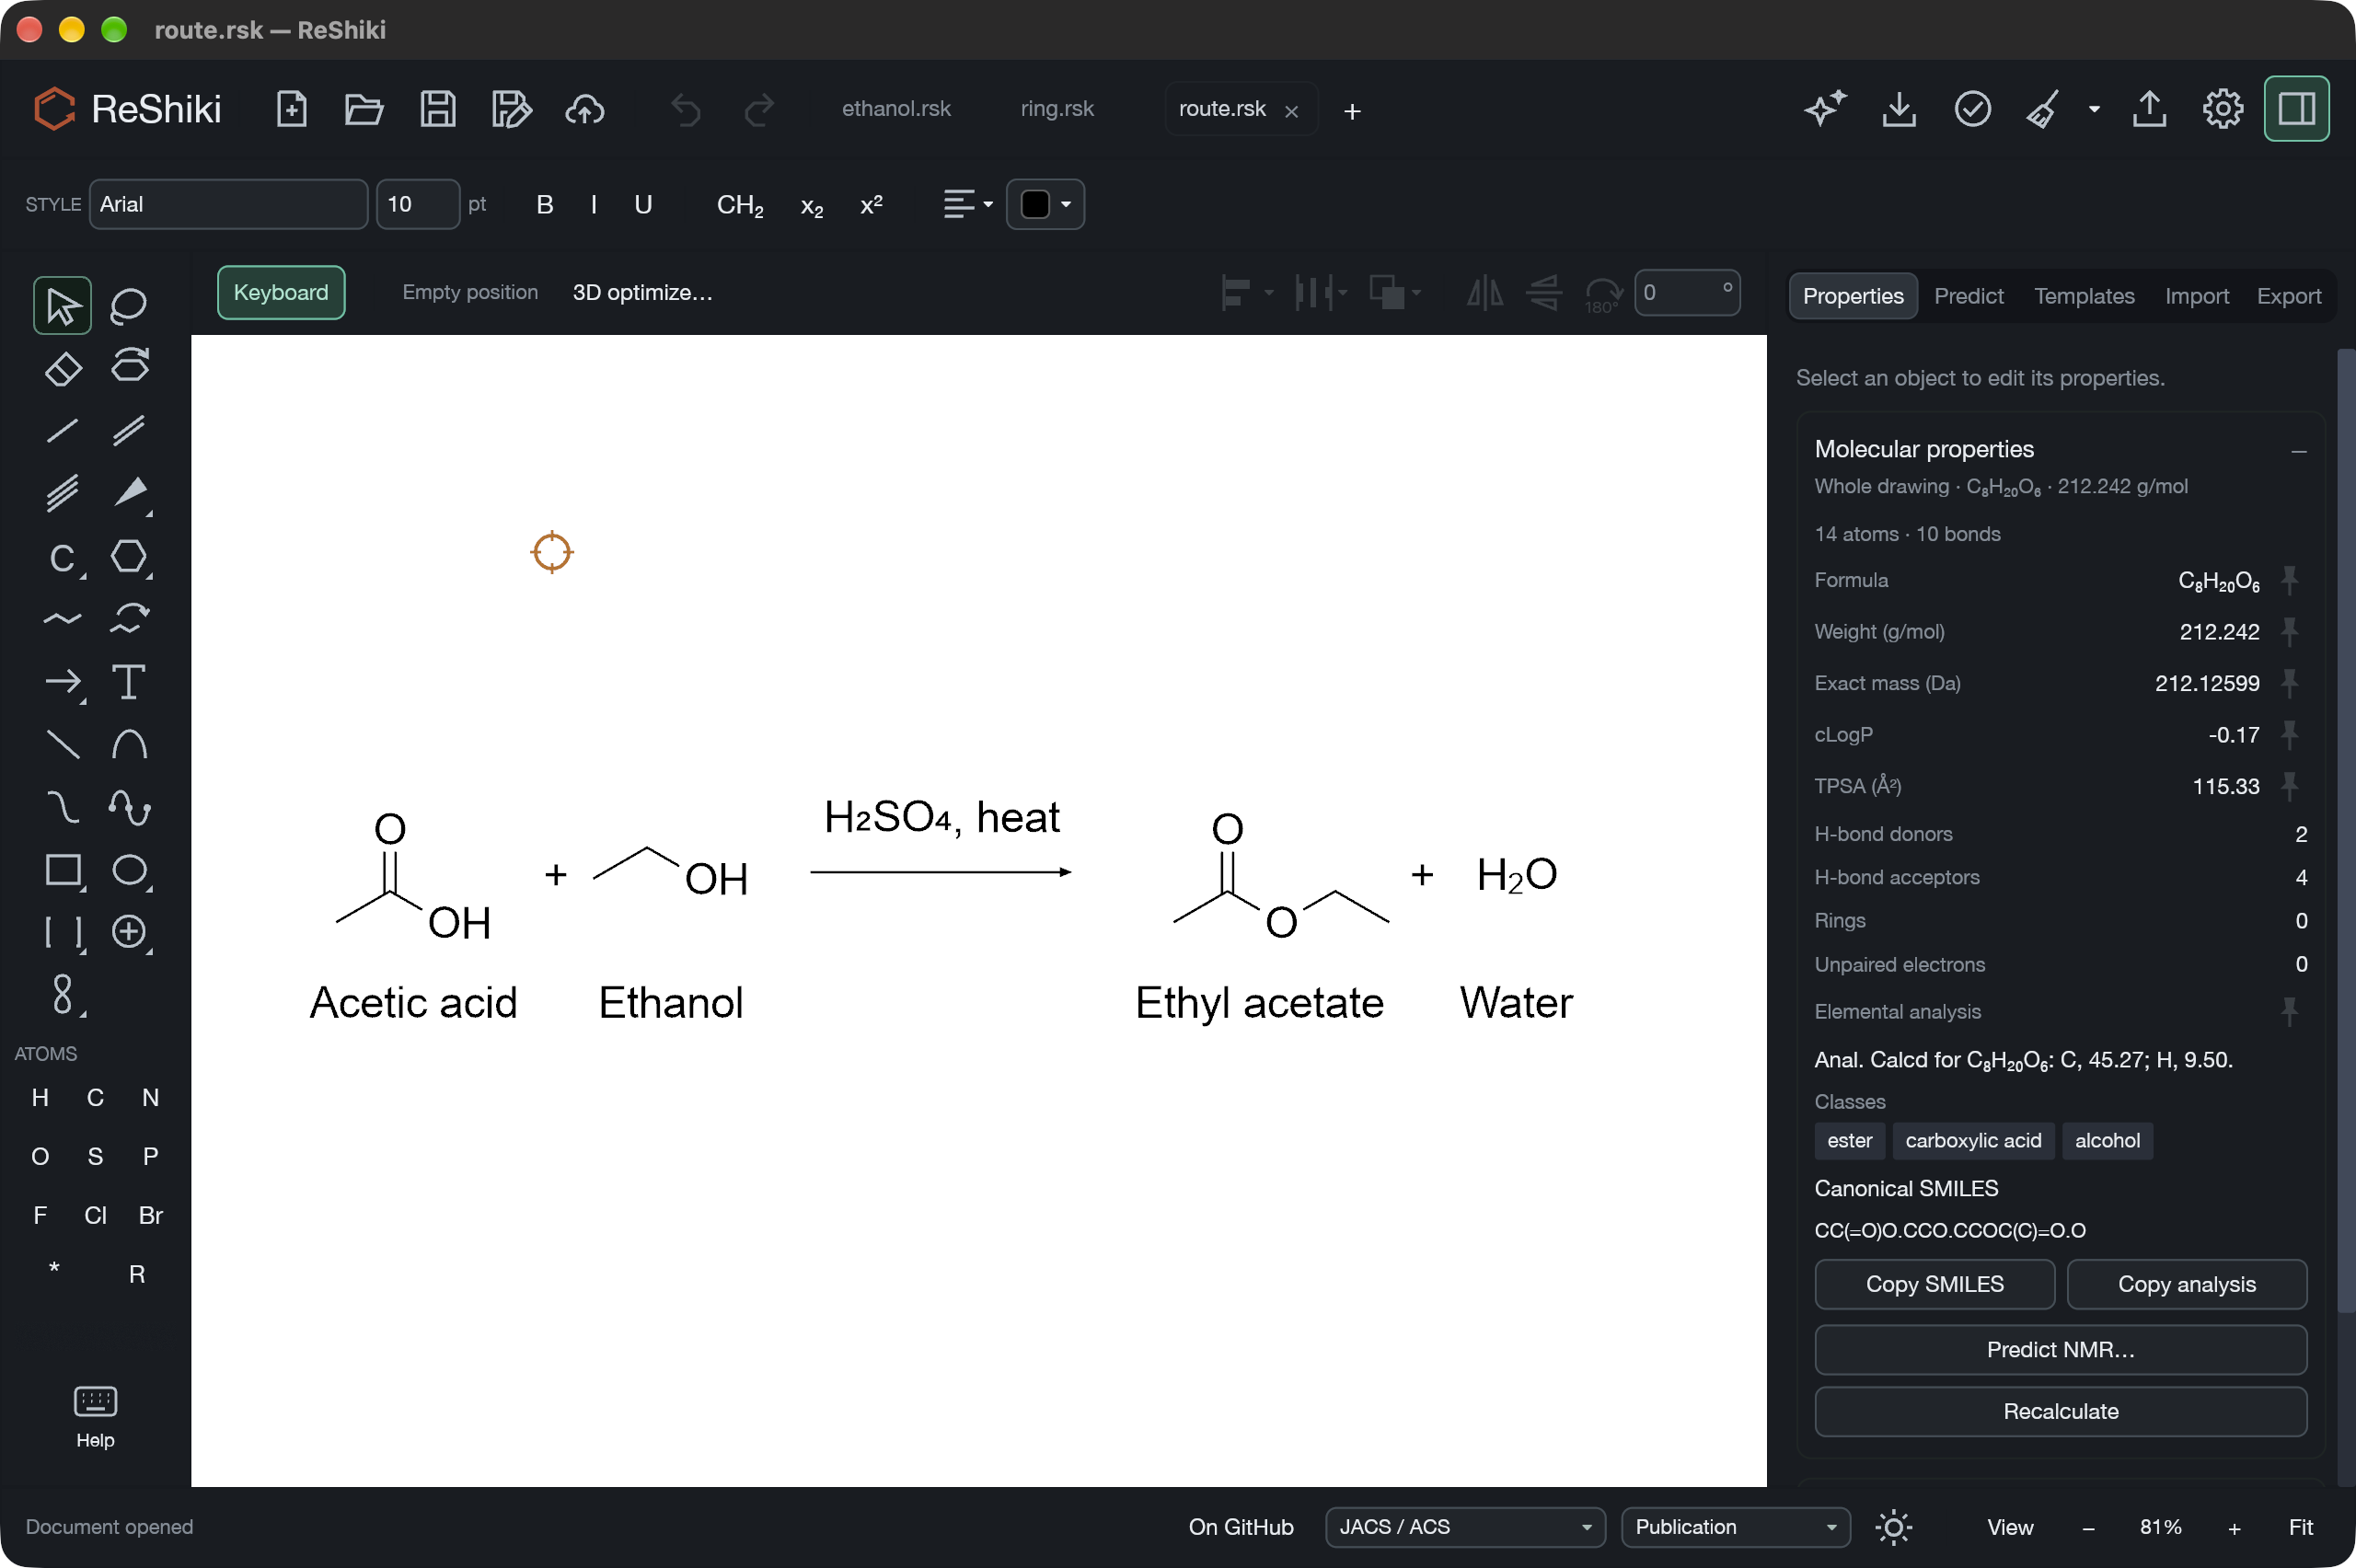 route.rsk — ReShiki
ReShiki
ethanol.rsk
ring.rsk
route.rsk ×
+
STYLE Arial 10 pt B I U CH₂ x₂ x²
Keyboard Empty position 3D optimize... 180° 0 °
Properties Predict Templates Import Export
Select an object to edit its properties.
Molecular properties
Whole drawing · C₈H₂₀O₆ · 212.242 g/mol
14 atoms · 10 bonds
Formula C₈H₂₀O₆
Weight (g/mol) 212.242
Exact mass (Da) 212.12599
cLogP -0.17
TPSA (Å²) 115.33
H-bond donors 2
H-bond acceptors 4
Rings 0
Unpaired electrons 0
Elemental analysis
Anal. Calcd for C₈H₂₀O₆: C, 45.27; H, 9.50.
Classes
ester carboxylic acid alcohol
Canonical SMILES
CC(=O)O.CCO.CCOC(C)=O.O
Copy SMILES Copy analysis
Predict NMR...
Recalculate
C
T
ATOMS
H C N
O S P
F Cl Br
* R
Help
H₂SO₄, heat
O O
+ OH + H₂O
OH O
Acetic acid Ethanol Ethyl acetate Water
Document opened On GitHub JACS / ACS Publication View − 81% + Fit